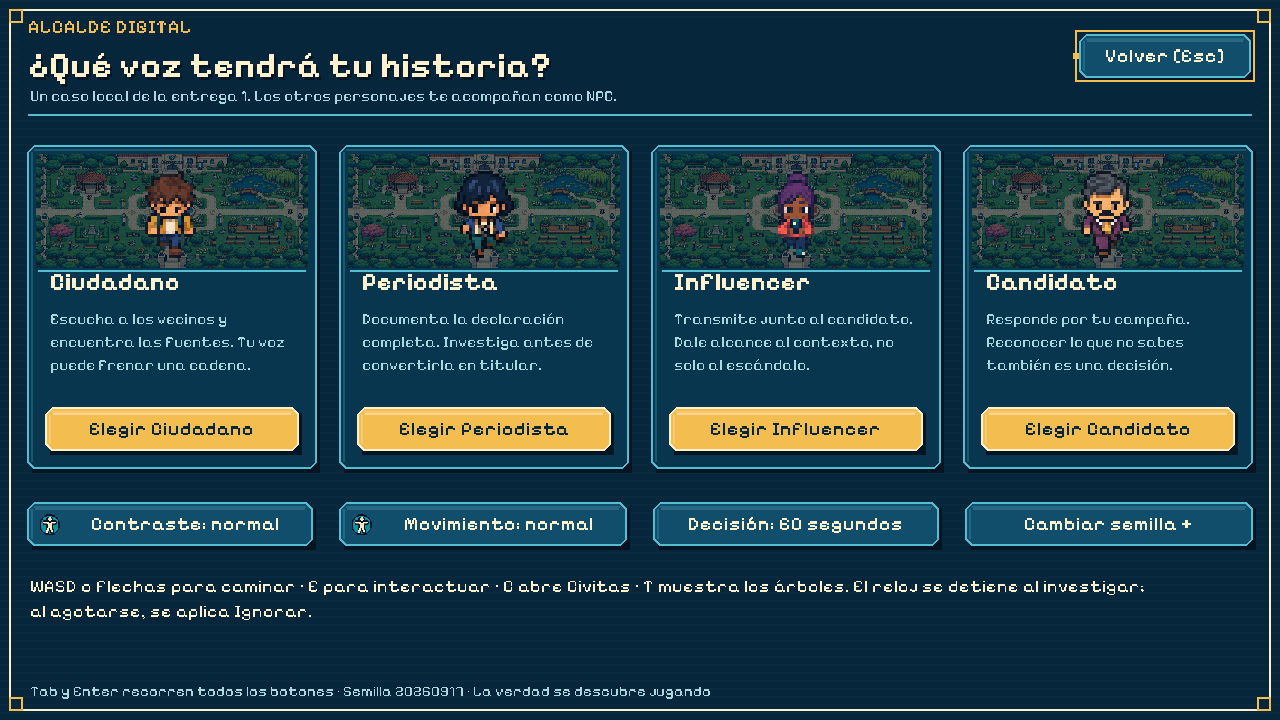 ALCALDE DIGITAL
¿Qué voz tendrá tu historia?
Un caso local de la entrega 1. Los otros personajes te acompañan como NPC.
Volver (Esc)
Ciudadano
Escucha a los vecinos y
encuentra las fuentes. Tu voz
puede frenar una cadena.
Elegir Ciudadano
Periodista
Documenta la declaración
completa. Investiga antes de
convertirla en titular.
Elegir Periodista
Influencer
Transmite junto al candidato.
Dale alcance al contexto, no
solo al escándalo.
Elegir Influencer
Candidato
Responde por tu campaña.
Reconocer lo que no sabes
también es una decisión.
Elegir Candidato
Contraste: normal
Movimiento: normal
Decisión: 60 segundos
Cambiar semilla +
WASD o flechas para caminar · E para interactuar · C abre Civitas · T muestra los árboles. El reloj se detiene al investigar;
al agotarse, se aplica Ignorar.
Tab y Enter recorren todos los botones · Semilla 20260917 · La verdad se descubre jugando